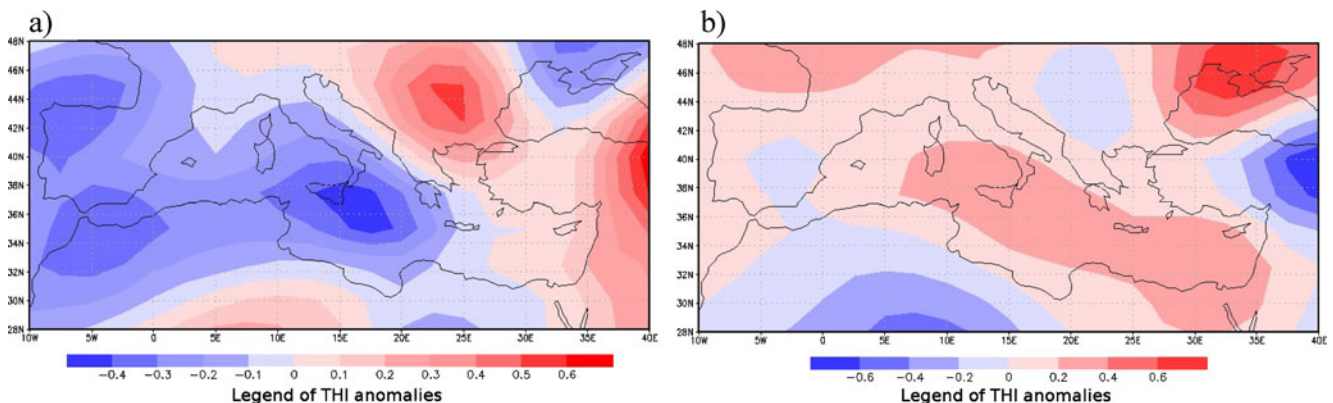 a)
48N
46N
44N
42N
40N
38N
36N
34N
32N
30N
28N
10W 5W 0 5E 10E 15E 20E 25E 30E 35E 40E
−0.4 −0.3 −0.2 −0.1 0 0.1 0.2 0.3 0.4 0.5 0.6
Legend of THI anomalies
b)
48N
46N
44N
42N
40N
38N
36N
34N
32N
30N
28N
10W 5W 0 5E 10E 15E 20E 25E 30E 35E 40E
−0.6 −0.4 −0.2 0 0.2 0.4 0.6
Legend of THI anomalies